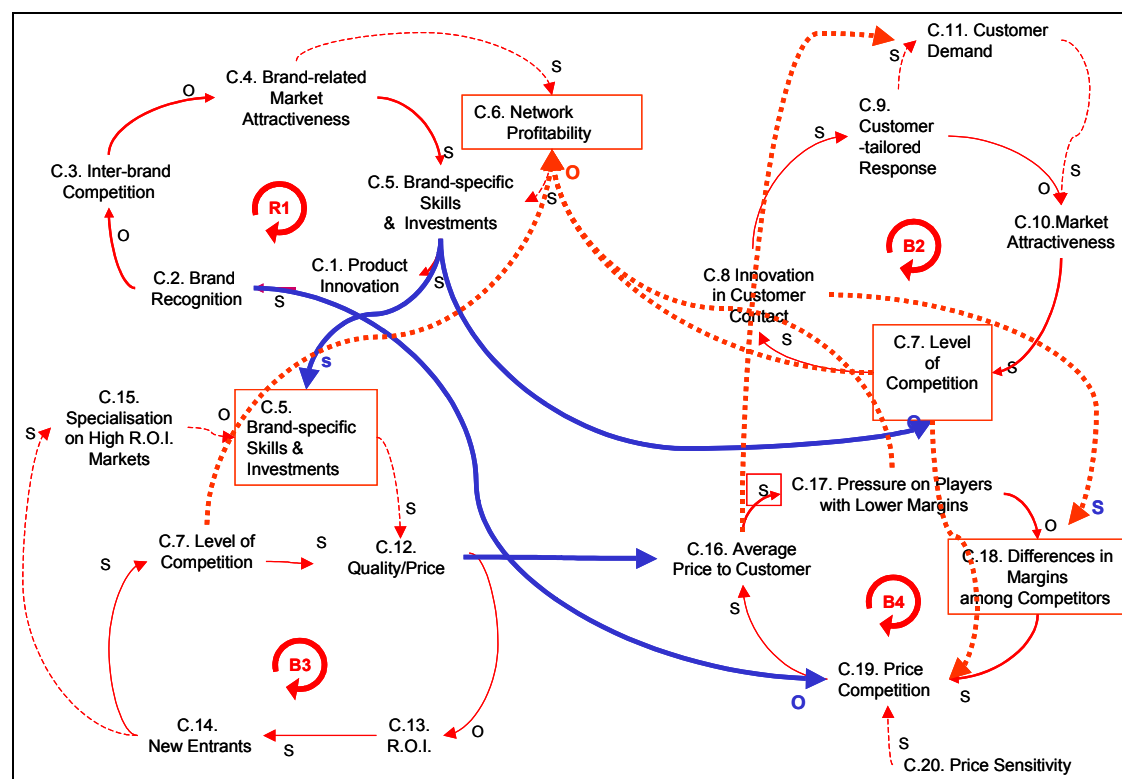 C.11. Customer
Demand
S
S
C.4. Brand-related
Market
Attractiveness
O
S
C.6. Network
Profitability
C.9.
Customer
-tailored
Response
S
O
S
C.3. Inter-brand
Competition
S
C.5. Brand-specific
Skills
& Investments
O
S
R1
C.10.Market
Attractiveness
B2
O
C.2. Brand
Recognition
S
C.1. Product
Innovation
S
C.8 Innovation
in Customer
Contact
S
C.7. Level
of
Competition
S
O
S
C.15.
Specialisation
on High R.O.I.
Markets
S
O
C.5.
Brand-specific
Skills &
Investments
S
S
C.17. Pressure on Players
with Lower Margins
O
S
C.7. Level of
Competition
S
S
C.12.
Quality/Price
C.16. Average
Price to Customer
C.18. Differences in
Margins
among Competitors
S
B4
B3
C.19. Price
Competition
S
O
C.14.
New Entrants
S
C.13.
R.O.I.
O
S
C.20. Price Sensitivity